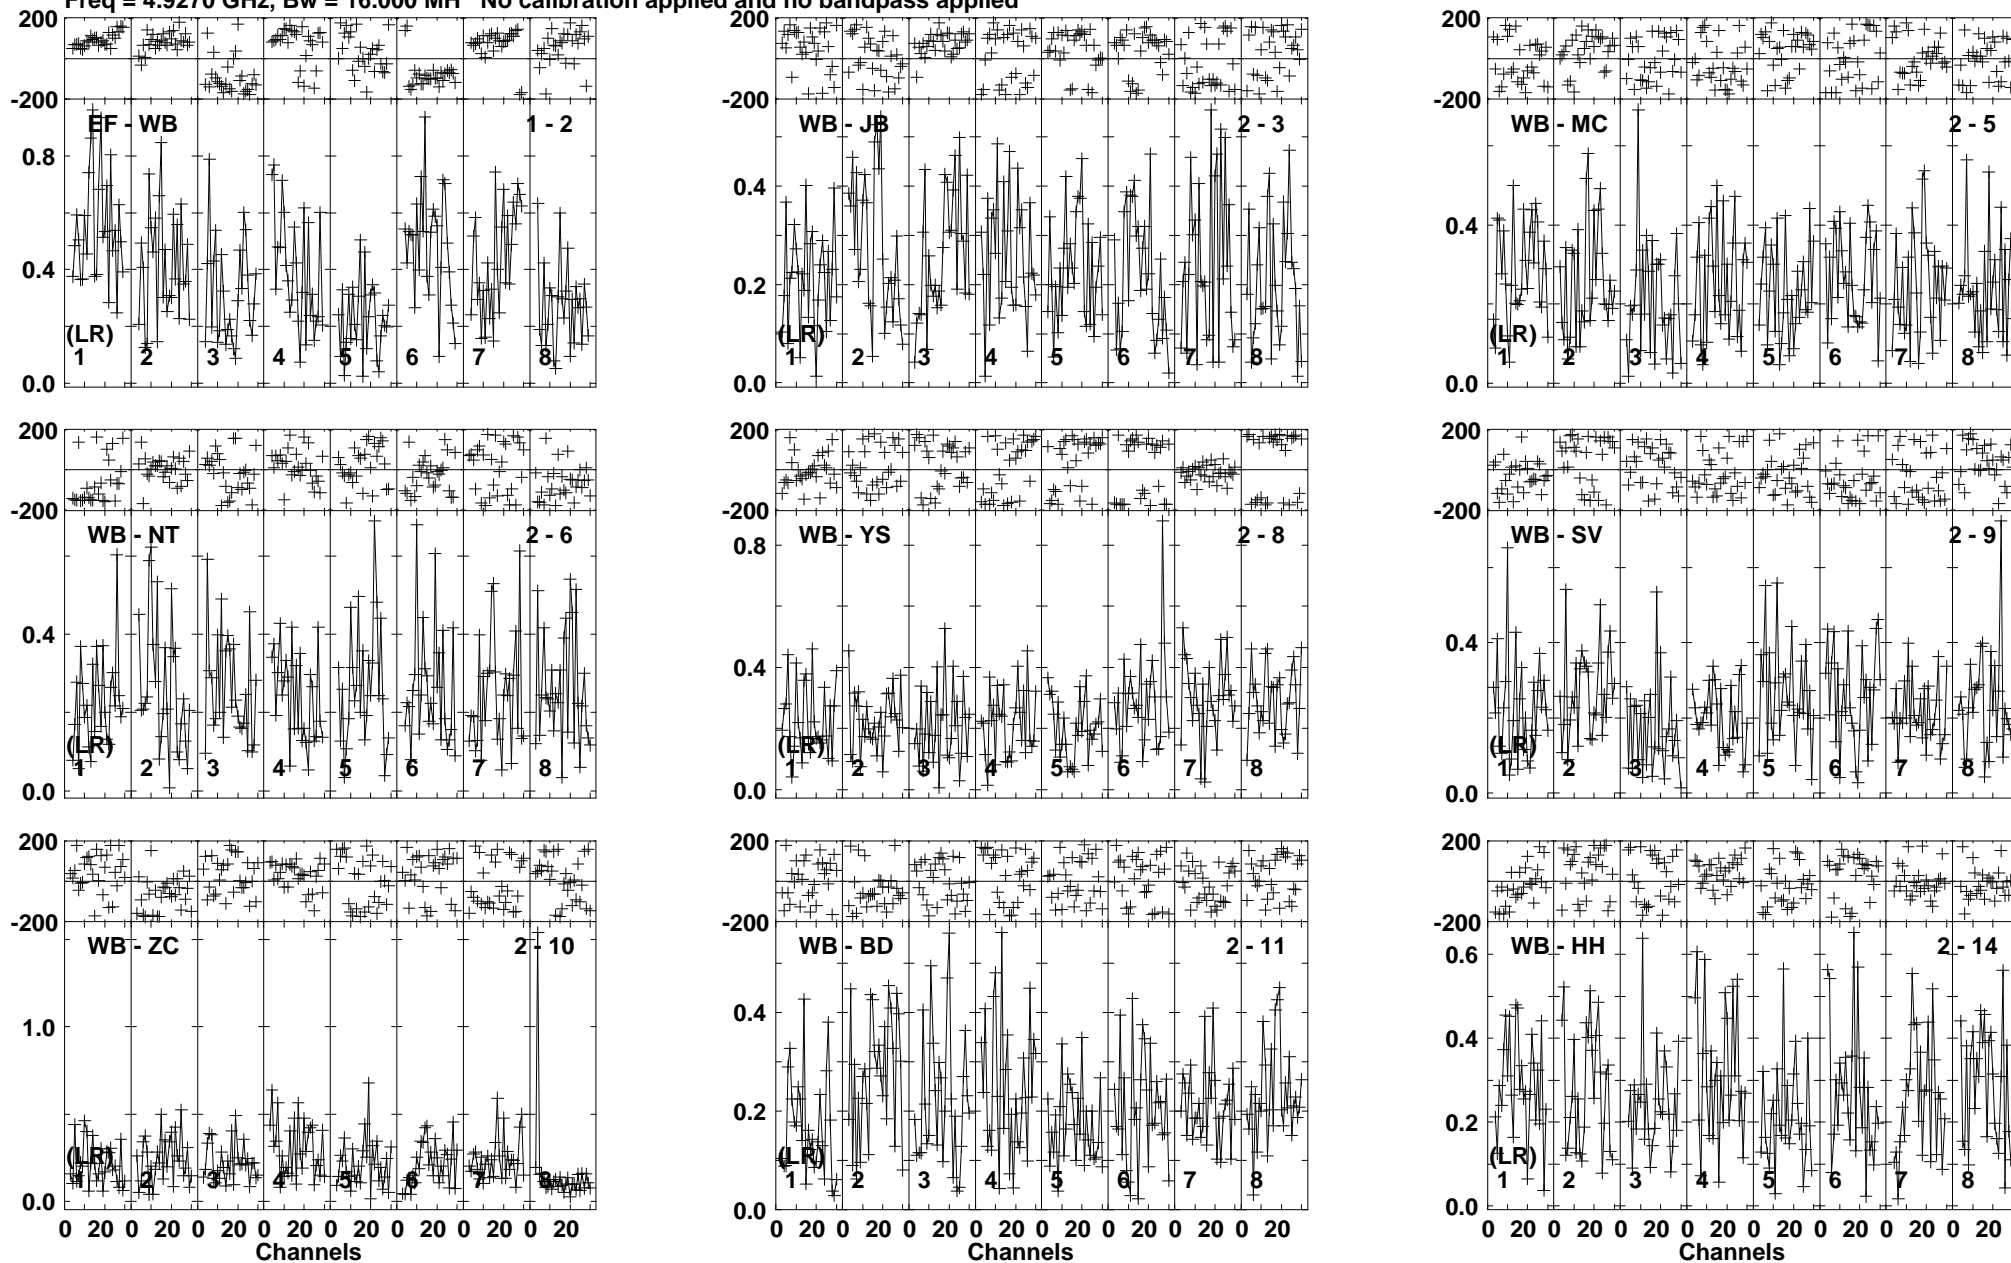 Freq = 4.9270 GHz, Bw = 16.000 MH No calibration applied and no bandpass applied
200 200 200
-200 -200 -200
EF - WB 1 - 2 WB - JB 2 - 3 WB - MC 2 - 5
0.8
0.4 0.4 0.4
0.2
(LR) (LR) (LR)
1 2 3 4 5 6 7 8 1 2 3 4 5 6 7 8 1 2 3 4 5 6 7 8
0.0 0.0 0.0
200 200 200
-200 -200 -200
WB - NT 2 - 6 WB - YS 2 - 8 WB - SV 2 - 9
0.8
0.4 0.4 0.4
(LR) (LR) (LR)
1 2 3 4 5 6 7 8 1 2 3 4 5 6 7 8 1 2 3 4 5 6 7 8
0.0 0.0 0.0
200 200 200
-200 -200 -200
WB - ZC 2 - 10 WB - BD 2 - 11 WB - HH 2 - 14
0.6
1.0 0.4 0.4
0.2 0.2
(LR) (LR) (LR)
1 2 3 4 5 6 7 8 1 2 3 4 5 6 7 8 1 2 3 4 5 6 7 8
0.0 0.0 0.0
0 20 0 20 0 20 0 20 0 20 0 20 0 20 0 20 0 20 0 20 0 20 0 20 0 20 0 20 0 20 0 20 0 20 0 20 0 20 0 20 0 20 0 20 0 20 0 20
Channels Channels Channels